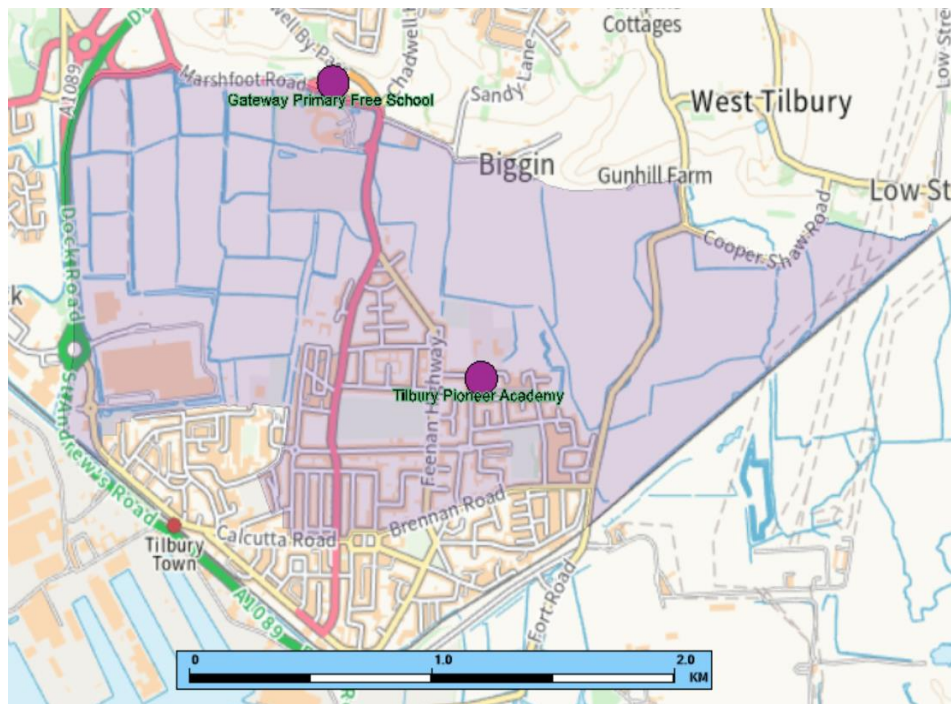 Cottages
A1089
Marshfoot Road
Gateway Primary Free School
Sandy Lane
West Tilbury
Biggin
Gunhill Farm
Low St
Cooper Shaw Road
Dock Road
Tilbury Pioneer Academy
Feenan Highway
St Andrew's Road
Brennan Road
Calcutta Road
Tilbury
Town
A1089
Fort Road
0 1.0 2.0
KM